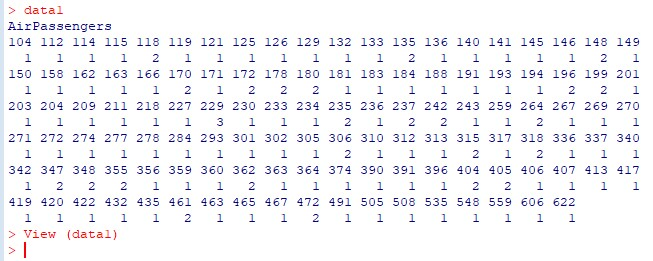 > data1
AirPassengers
104 112 114 115 118 119 121 125 126 129 132 133 135 136 140 141 145 146 148 149
1 1 1 1 2 1 1 1 1 1 1 1 2 1 1 1 1 1 2 1
150 158 162 163 166 170 171 172 178 180 181 183 184 188 191 193 194 196 199 201
1 1 1 1 1 2 1 2 2 2 1 1 1 1 1 1 1 2 2 1
203 204 209 211 218 227 229 230 233 234 235 236 237 242 243 259 264 267 269 270
1 1 1 1 1 1 3 1 1 1 2 1 2 2 1 1 2 1 1 1
271 272 274 277 278 284 293 301 302 305 306 310 312 313 315 317 318 336 337 340
1 1 1 1 1 1 1 1 1 1 2 1 1 1 2 1 2 1 1 1
342 347 348 355 356 359 360 362 363 364 374 390 391 396 404 405 406 407 413 417
1 2 2 2 1 1 1 2 1 1 1 1 1 1 2 2 1 1 1 1
419 420 422 432 435 461 463 465 467 472 491 505 508 535 548 559 606 622
1 1 1 1 1 2 1 1 1 2 1 1 1 1 1 1 1 1
> View (data1)
>